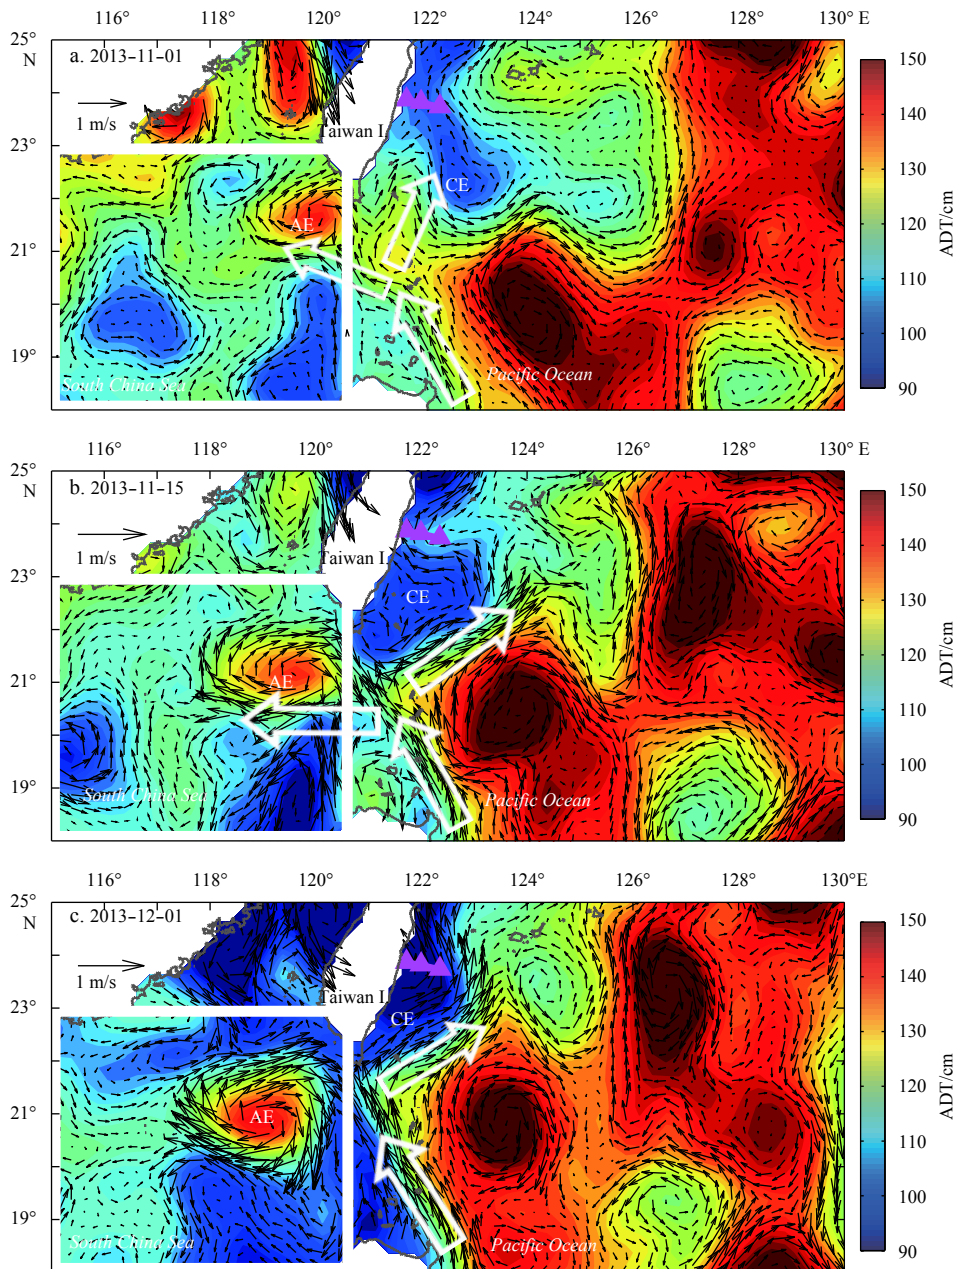 116° 118° 120° 122° 124° 126° 128° 130° E
25°
N
a. 2013-11-01
1 m/s
Taiwan I.
23°
CE
AE
21°
19°
South China Sea
Pacific Ocean
150
140
130
120
110
100
90
ADT/cm
116° 118° 120° 122° 124° 126° 128° 130° E
25°
N
b. 2013-11-15
1 m/s
Taiwan I.
23°
CE
AE
21°
19°
South China Sea
Pacific Ocean
150
140
130
120
110
100
90
ADT/cm
116° 118° 120° 122° 124° 126° 128° 130°E
25°
N
c. 2013-12-01
1 m/s
Taiwan I.
23°
CE
AE
21°
19°
South China Sea
Pacific Ocean
150
140
130
120
110
100
90
ADT/cm